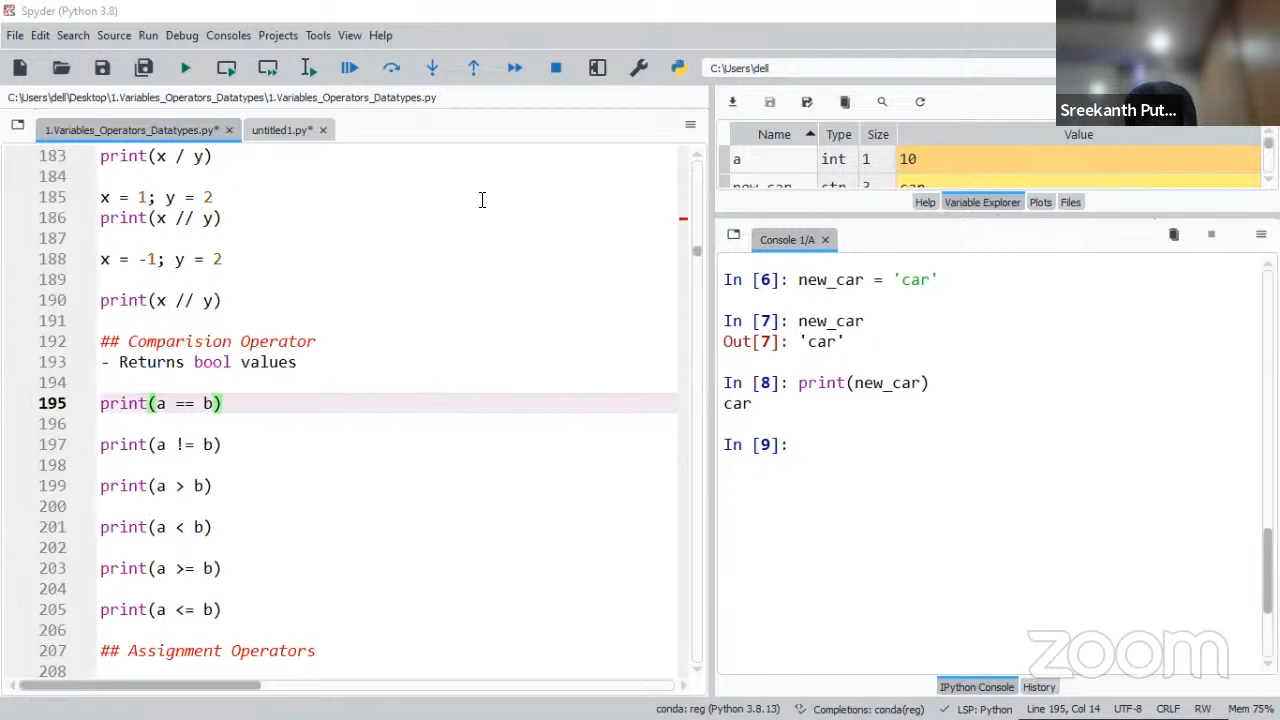 Spyder (Python 3.8)
File Edit Search Source Run Debug Consoles Projects Tools View Help
C:\Users\dell
C:\Users\dell\Desktop\1.Variables_Operators_Datatypes\1.Variables_Operators_Datatypes.py
Sreekanth Put...
1.Variables_Operators_Datatypes.py* untitled1.py*
Name Type Size Value
a int 1 10
new_car str 3 car
Help Variable Explorer Plots Files
Console 1/A
183 print(x / y)
184
185 x = 1; y = 2
186 print(x // y)
187
188 x = -1; y = 2
189
190 print(x // y)
191
192 ## Comparision Operator
193 - Returns bool values
194
195 print(a == b)
196
197 print(a != b)
198
199 print(a > b)
200
201 print(a < b)
202
203 print(a >= b)
204
205 print(a <= b)
206
207 ## Assignment Operators
208
In [6]: new_car = 'car'
In [7]: new_car
Out[7]: 'car'
In [8]: print(new_car)
car
In [9]:
zoom
IPython Console History
conda: reg (Python 3.8.13) Completions: conda(reg) LSP: Python Line 195, Col 14 UTF-8 CRLF RW Mem 75%